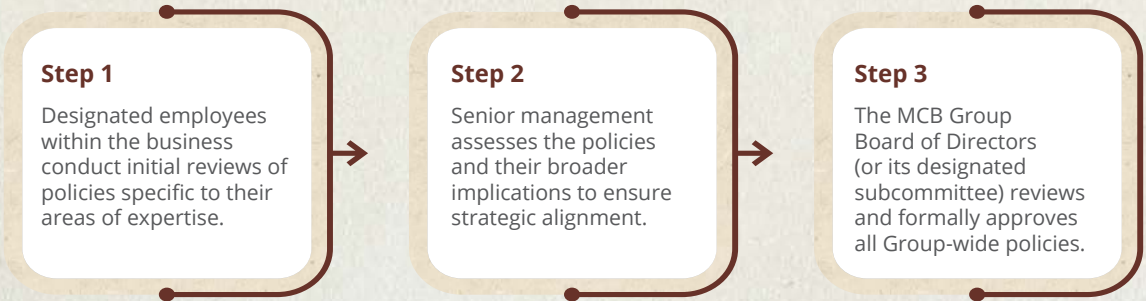 Step 1
Designated employees
within the business
conduct initial reviews of
policies specific to their
areas of expertise.
Step 2
Senior management
assesses the policies
and their broader
implications to ensure
strategic alignment.
Step 3
The MCB Group
Board of Directors
(or its designated
subcommittee) reviews
and formally approves
all Group-wide policies.